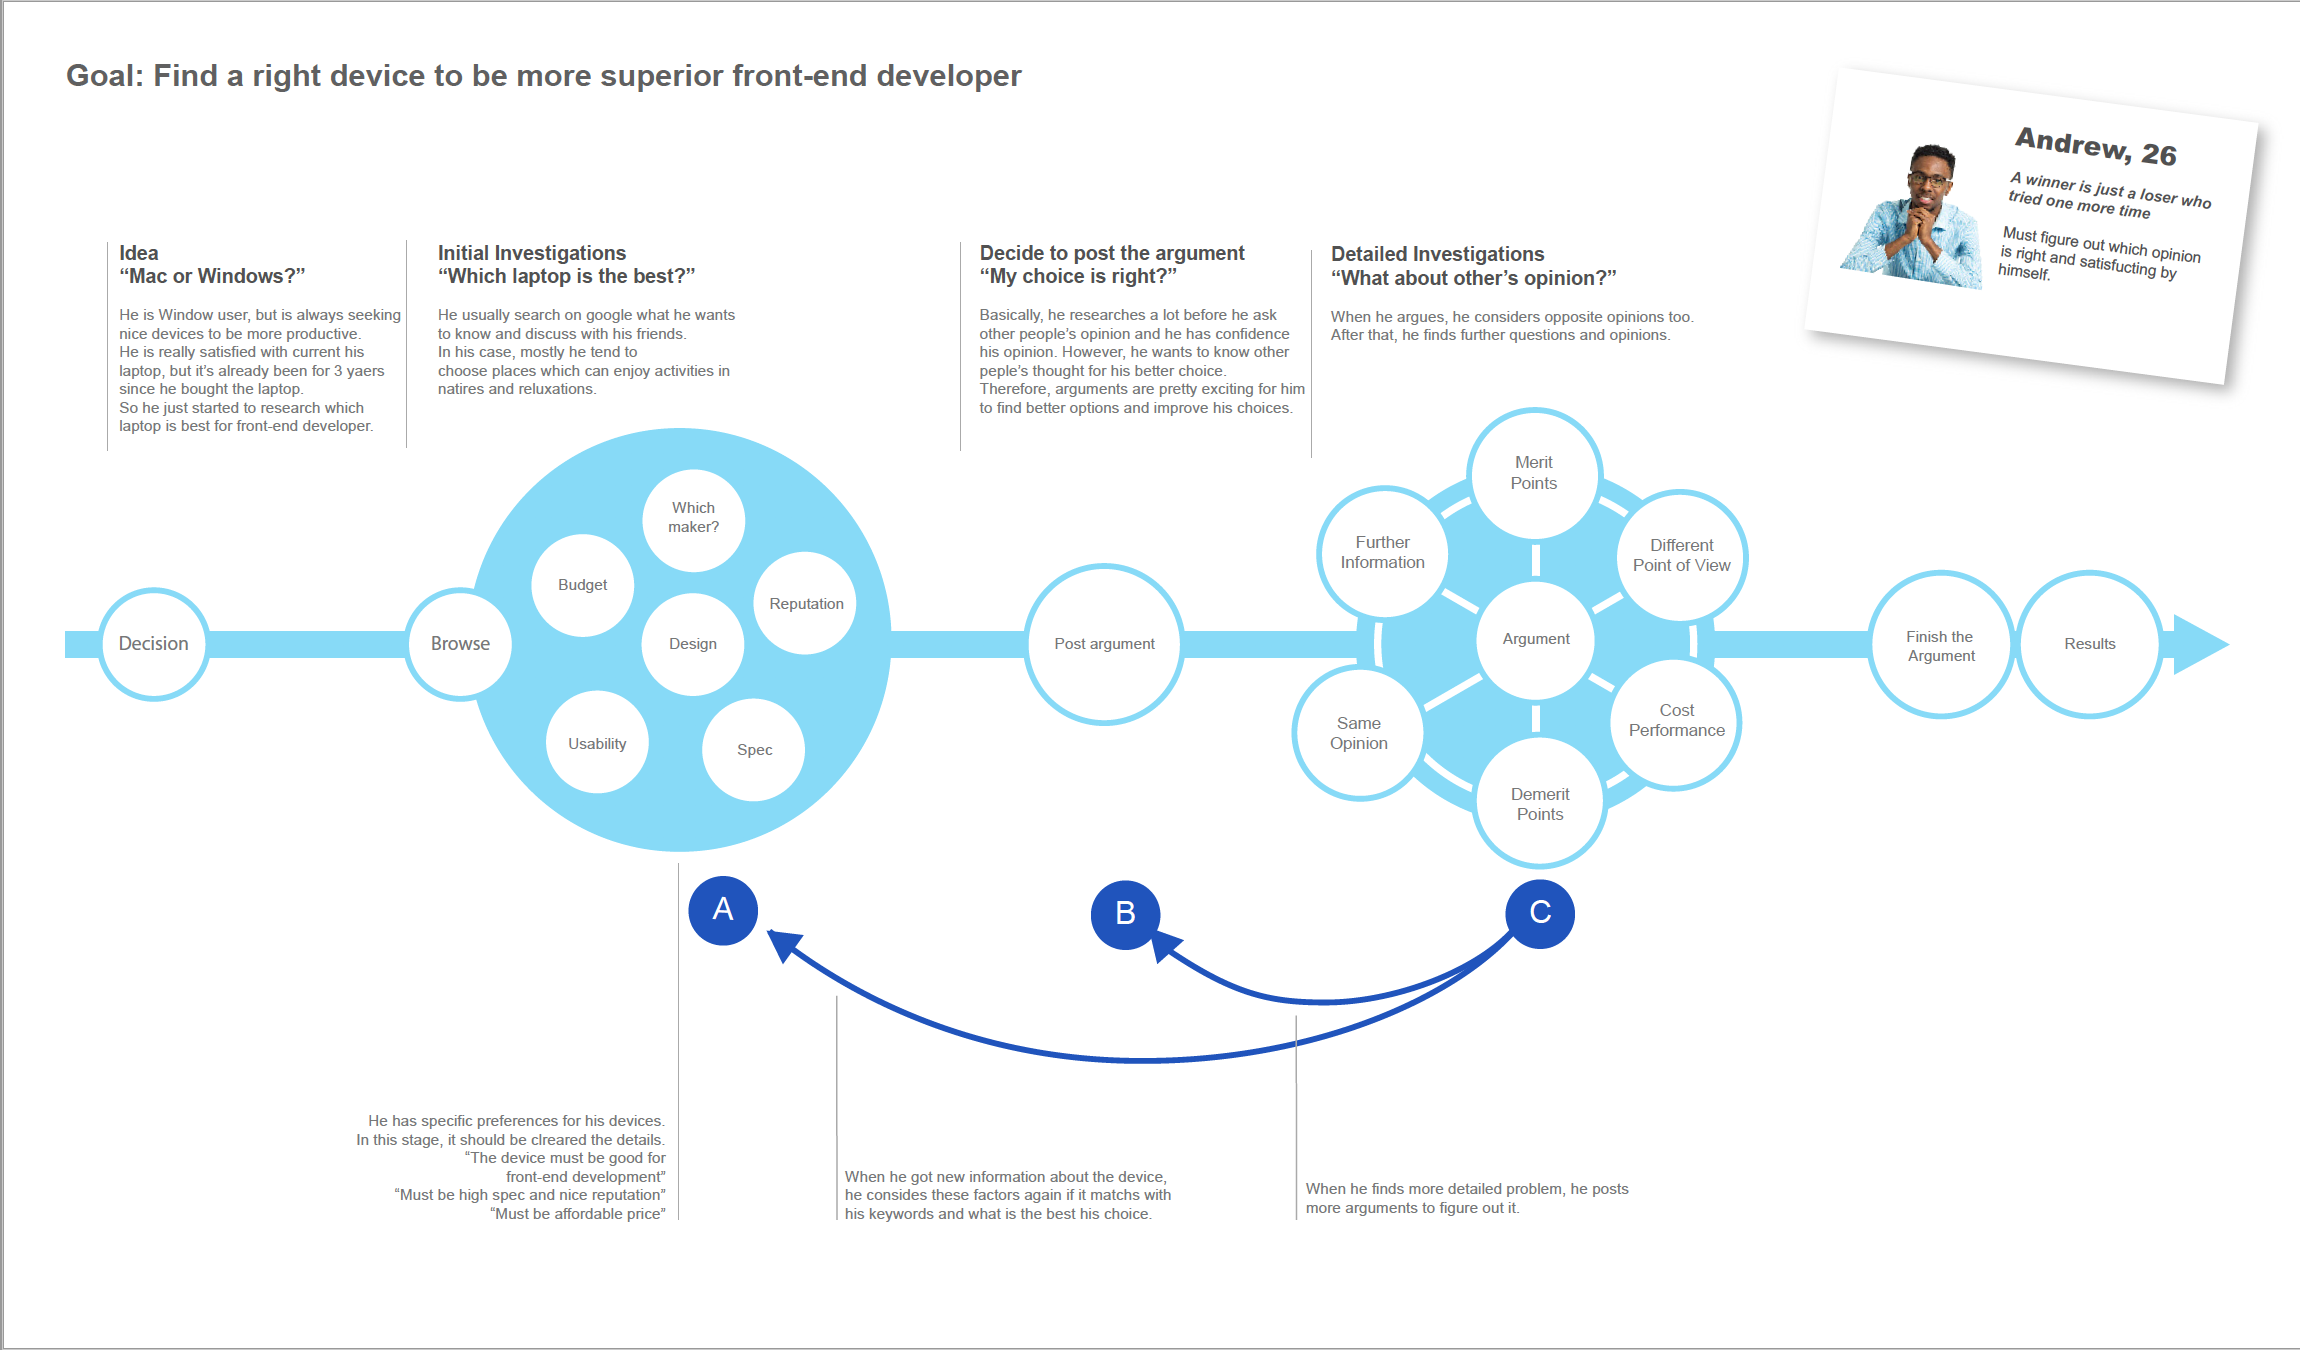 Goal: Find a right device to be more superior front-end developer
Andrew, 26
A winner is just a loser who
tried one more time
Must figure out which opinion
is right and satisfucting by
himself.
Idea
“Mac or Windows?”
He is Window user, but is always seeking
nice devices to be more productive.
He is really satisfied with current his
laptop, but it’s already been for 3 yaers
since he bought the laptop.
So he just started to research which
laptop is best for front-end developer.
Initial Investigations
“Which laptop is the best?”
He usually search on google what he wants
to know and discuss with his friends.
In his case, mostly he tend to
choose places which can enjoy activities in
natires and reluxations.
Decide to post the argument
“My choice is right?”
Basically, he researches a lot before he ask
other people’s opinion and he has confidence
his opinion. However, he wants to know other
peple’s thought for his better choice.
Therefore, arguments are pretty exciting for him
to find better options and improve his choices.
Detailed Investigations
“What about other’s opinion?”
When he argues, he considers opposite opinions too.
After that, he finds further questions and opinions.
Decision
Browse
Which
maker?
Budget
Reputation
Design
Usability
Spec
Post argument
Merit
Points
Further
Information
Different
Point of View
Argument
Same
Opinion
Cost
Performance
Demerit
Points
Finish the
Argument
Results
A
B
C
He has specific preferences for his devices.
In this stage, it should be clreared the details.
“The device must be good for
front-end development”
“Must be high spec and nice reputation”
“Must be affordable price”
When he got new information about the device,
he consides these factors again if it matchs with
his keywords and what is the best his choice.
When he finds more detailed problem, he posts
more arguments to figure out it.